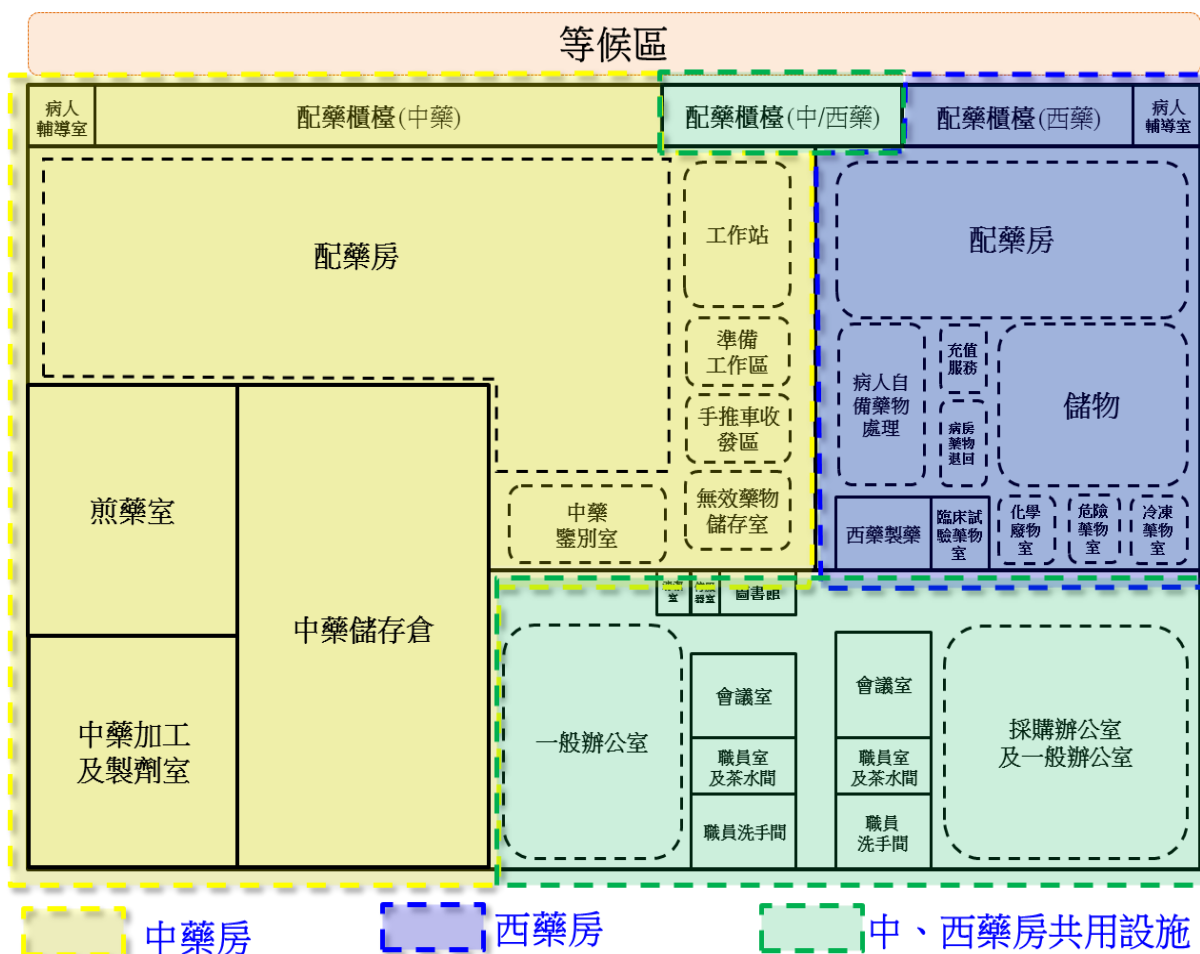 等候區
病人
輔導室
配藥櫃檯(中藥)
配藥櫃檯(中/西藥)
配藥櫃檯(西藥)
病人
輔導室
配藥房
工作站
準備
工作區
手推車收
發區
無效藥物
儲存室
中藥
鑒別室
煎藥室
中藥儲存倉
中藥加工
及製劑室
配藥房
病人自
備藥物
處理
充值
服務
病房
藥物
退回
儲物
西藥製藥
臨床試
驗藥物
室
化學
廢物
室
危險
藥物
室
冷凍
藥物
室
室
器室
圖書館
一般辦公室
會議室
職員室
及茶水間
職員洗手間
會議室
職員室
及茶水間
職員
洗手間
採購辦公室
及一般辦公室
中藥房
西藥房
中、西藥房共用設施